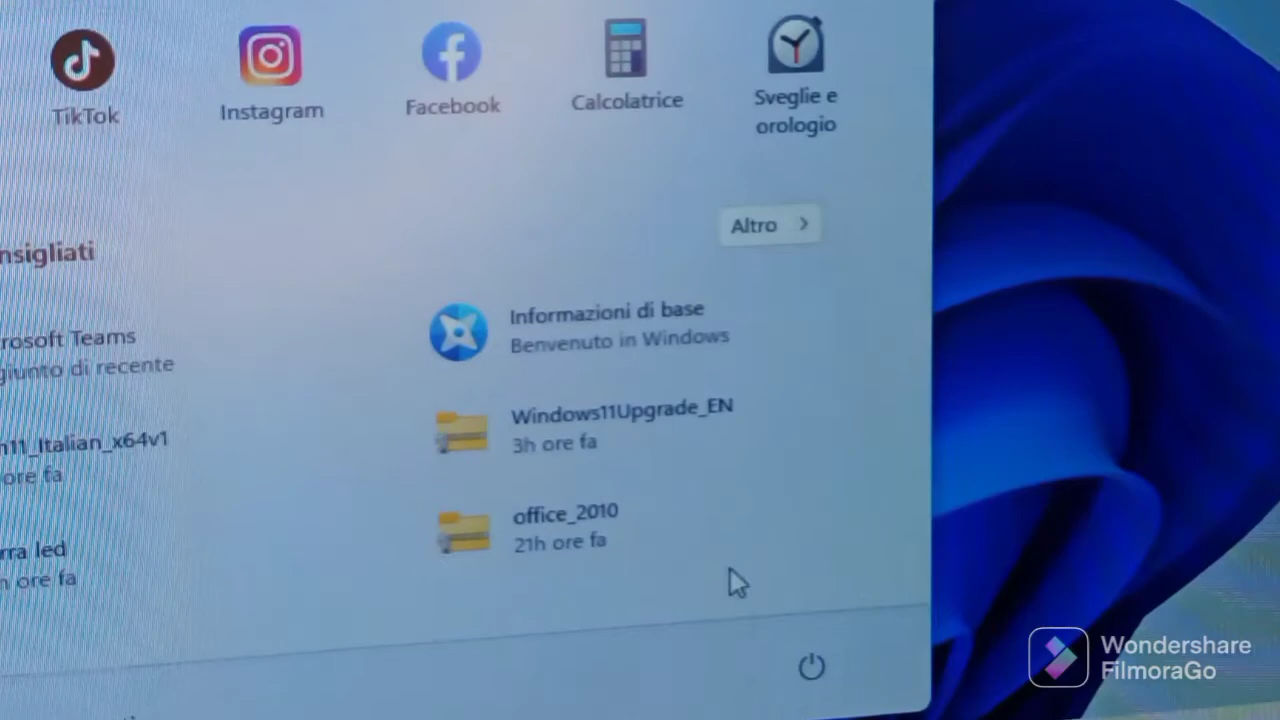 TikTok
Instagram
Facebook
Calcolatrice
Sveglie e
orologio
Altro
nsigliati
rosoft Teams
giunto di recente
Informazioni di base
Benvenuto in Windows
n11_Italian_x64v1
ore fa
Windows11Upgrade_EN
3h ore fa
rra led
h ore fa
office_2010
21h ore fa
Wondershare
FilmoraGo